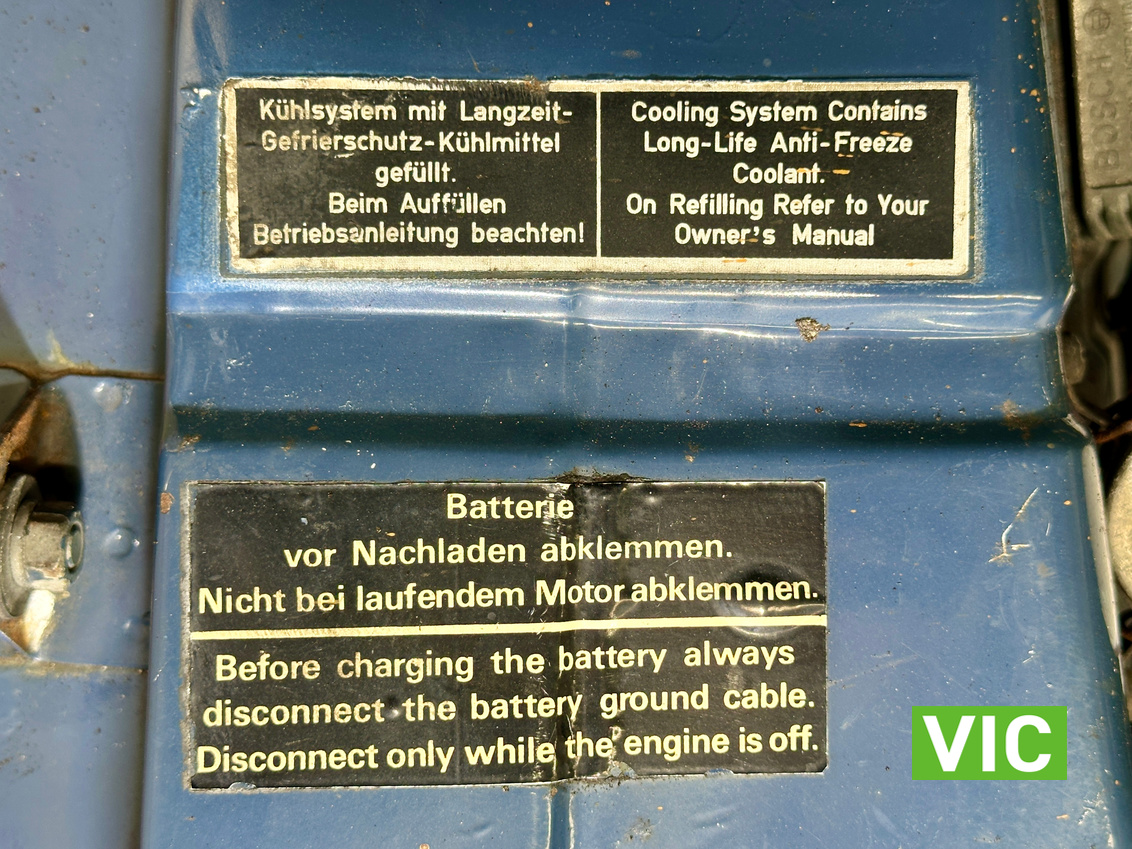 Kühlsystem mit Langzeit-
Gefrierschutz-Kühlmittel
gefüllt.
Beim Auffüllen
Betriebsanleitung beachten!
Cooling System Contains
Long-Life Anti-Freeze
Coolant.
On Refilling Refer to Your
Owner's Manual
BOSCH
Batterie
vor Nachladen abklemmen.
Nicht bei laufendem Motor abklemmen.
Before charging the battery always
disconnect the battery ground cable.
Disconnect only while the engine is off.
VIC